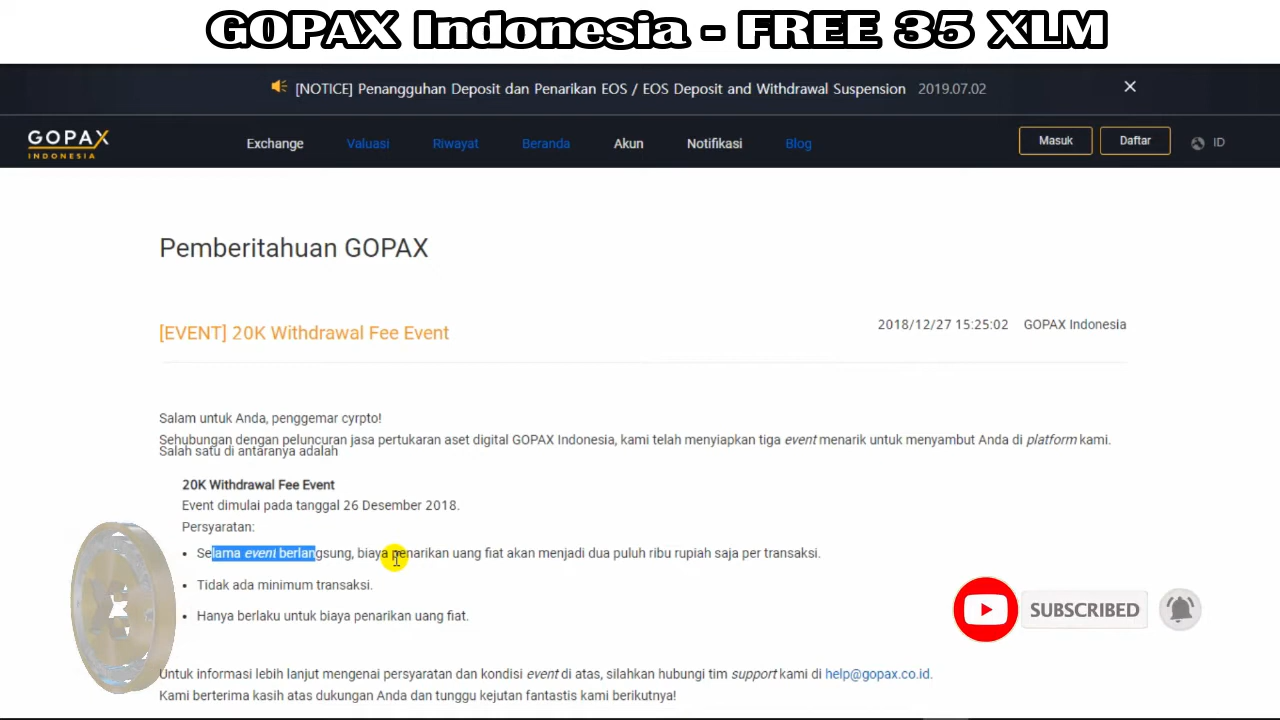 GOPAX Indonesia - FREE 35 XLM
[NOTICE] Penangguhan Deposit dan Penarikan EOS / EOS Deposit and Withdrawal Suspension 2019.07.02
GOPAX
INDONESIA
Exchange Valuasi Riwayat Beranda Akun Notifikasi Blog Masuk Daftar ID
Pemberitahuan GOPAX
[EVENT] 20K Withdrawal Fee Event 2018/12/27 15:25:02 GOPAX Indonesia
Salam untuk Anda, penggemar cyrpto!
Sehubungan dengan peluncuran jasa pertukaran aset digital GOPAX Indonesia, kami telah menyiapkan tiga event menarik untuk menyambut Anda di platform kami.
Salah satu di antaranya adalah
20K Withdrawal Fee Event
Event dimulai pada tanggal 26 Desember 2018.
Persyaratan:
• Selama event berlangsung, biaya penarikan uang fiat akan menjadi dua puluh ribu rupiah saja per transaksi.
• Tidak ada minimum transaksi.
• Hanya berlaku untuk biaya penarikan uang fiat.
SUBSCRIBED
Untuk informasi lebih lanjut mengenai persyaratan dan kondisi event di atas, silahkan hubungi tim support kami di help@gopax.co.id.
Kami berterima kasih atas dukungan Anda dan tunggu kejutan fantastis kami berikutnya!